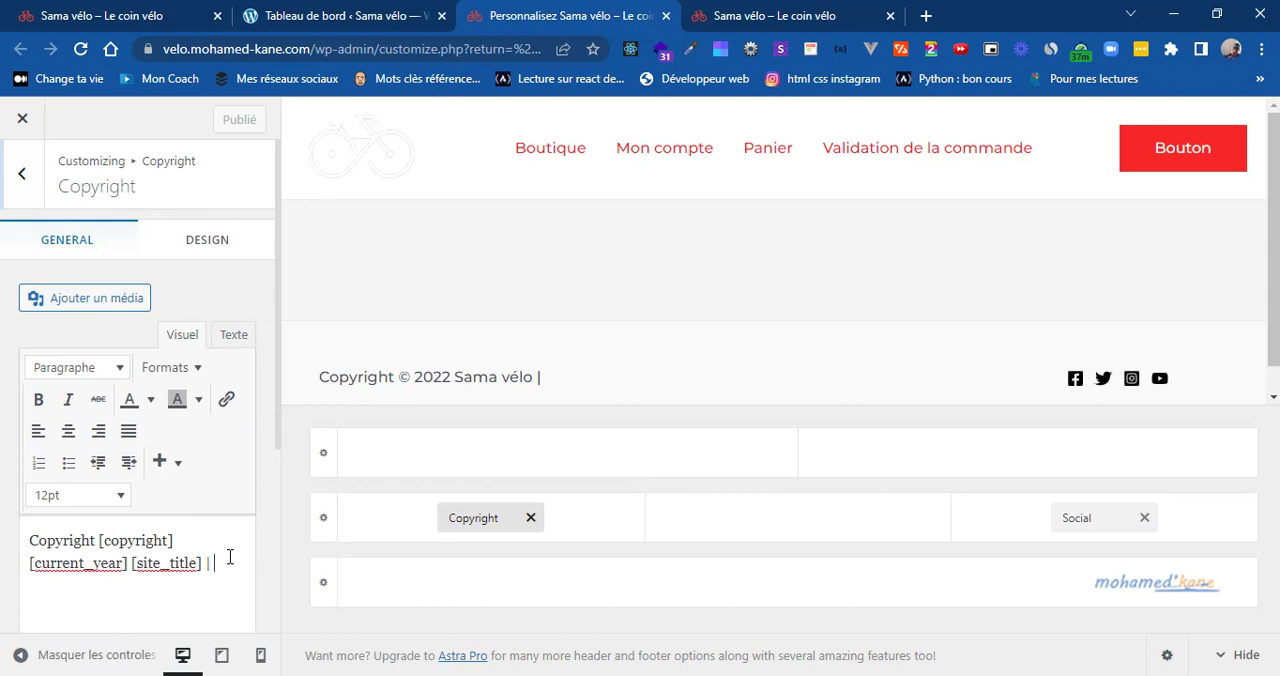 Sama vélo – Le coin vélo
Tableau de bord ‹ Sama vélo — W
Personnalisez Sama vélo – Le coi
Sama vélo – Le coin vélo
velo.mohamed-kane.com/wp-admin/customize.php?return=%2...
31
37m
Change ta vie
Mon Coach
Mes réseaux sociaux
Mots clés référence...
Lecture sur react de...
Développeur web
html css instagram
Python : bon cours
Pour mes lectures
»
Publié
Customizing ▸ Copyright
Copyright
GENERAL
DESIGN
Ajouter un média
Visuel
Texte
Paragraphe
Formats
B I ABC A A
12pt
Copyright [copyright]
[current_year] [site_title] |
Masquer les controles
Boutique
Mon compte
Panier
Validation de la commande
Bouton
Copyright © 2022 Sama vélo |
Copyright
Social
mohamed'kane
Want more? Upgrade to Astra Pro for many more header and footer options along with several amazing features too!
Hide